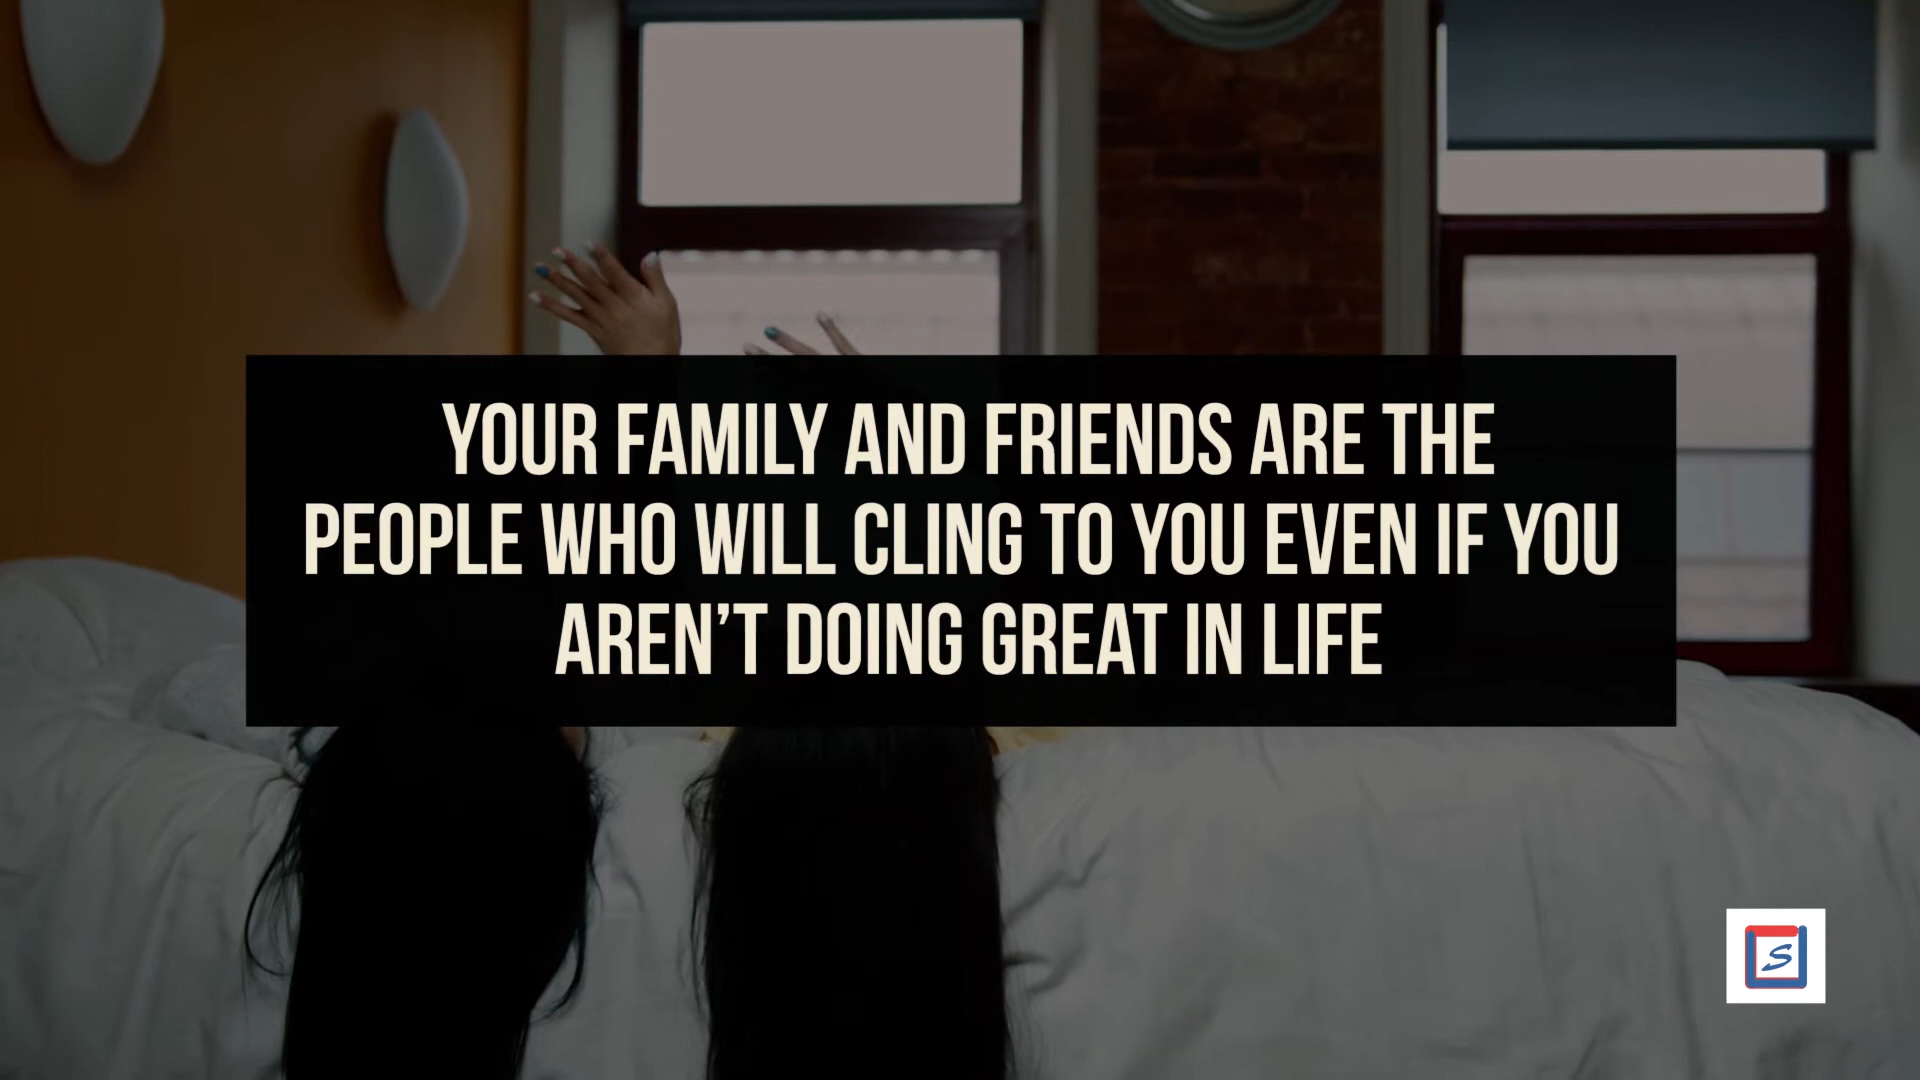 YOUR FAMILY AND FRIENDS ARE THE
PEOPLE WHO WILL CLING TO YOU EVEN IF YOU
AREN’T DOING GREAT IN LIFE
S